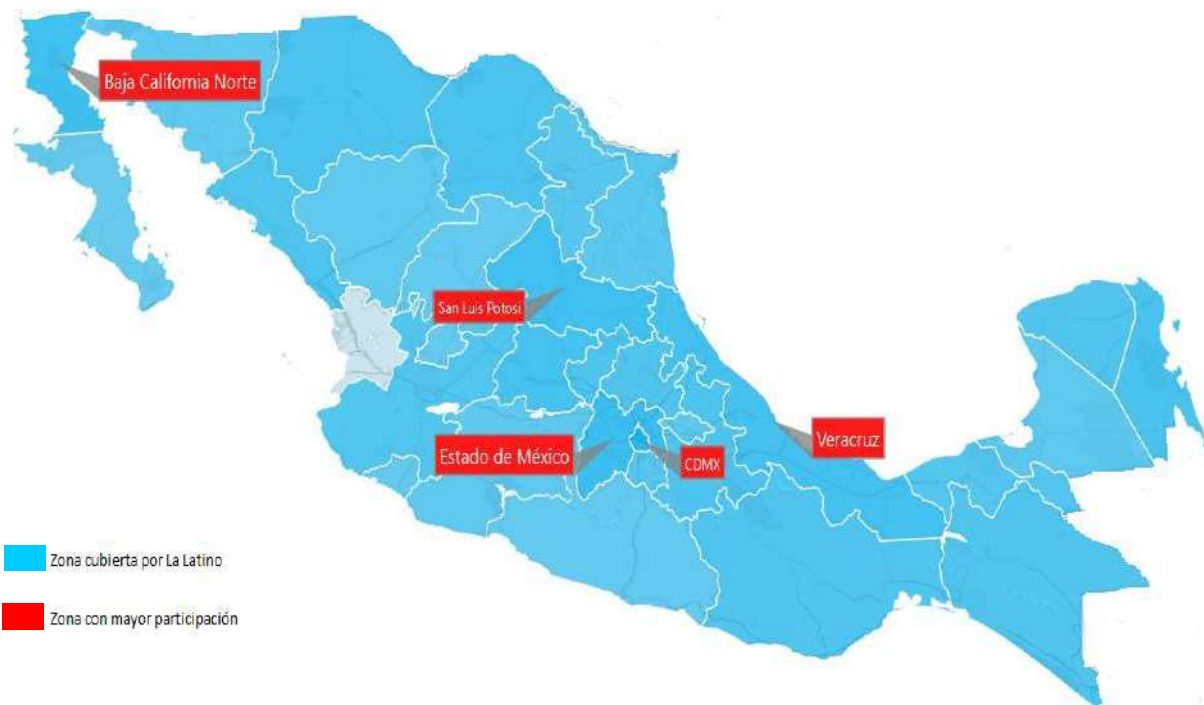 Baja California Norte
San Luis Potosí
Estado de México
CDMX
Veracruz
Zona cubierta por La Latino
Zona con mayor participación